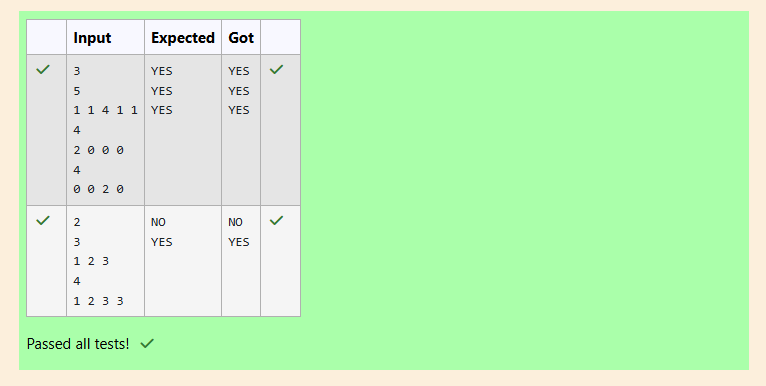 Input Expected Got
3 YES YES
5 YES YES
1 1 4 1 1 YES YES
4
2 0 0 0
4
0 0 2 0
2 NO NO
3 YES YES
1 2 3
4
1 2 3 3
Passed all tests!